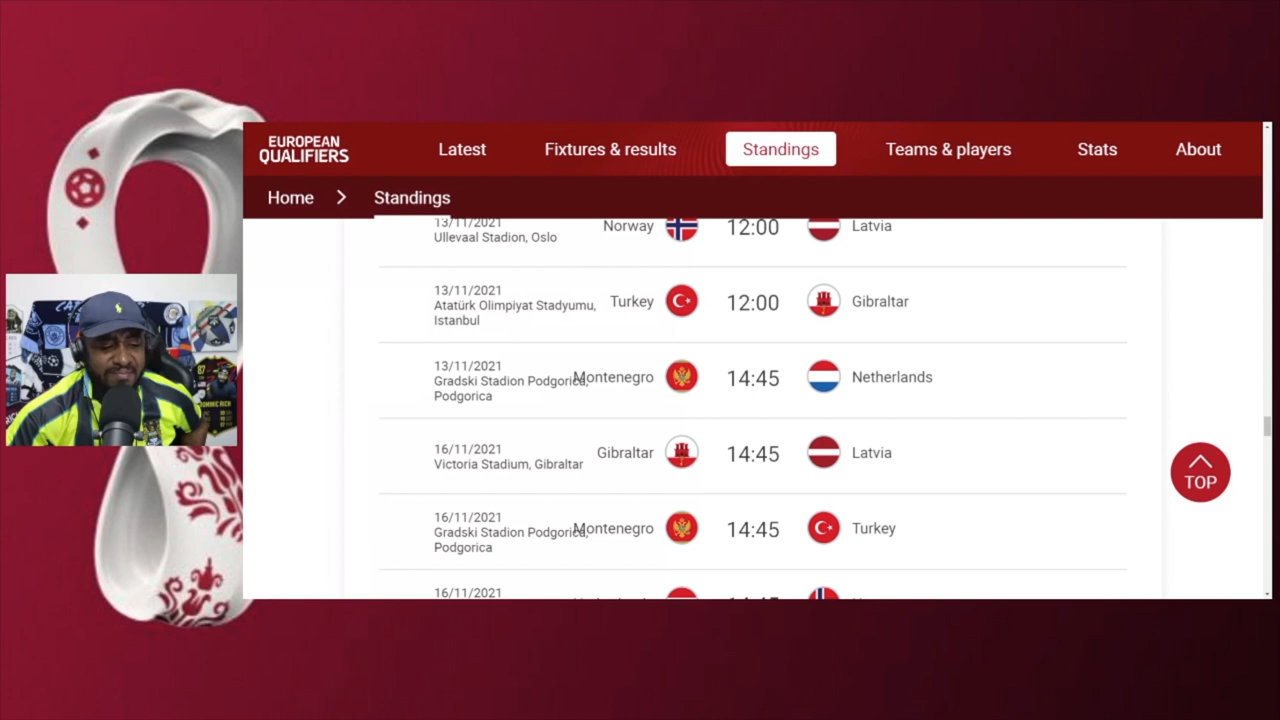 EUROPEAN
QUALIFIERS
Latest
Fixtures & results
Standings
Teams & players
Stats
About
Home
Standings
13/11/2021
Ullevaal Stadion, Oslo
Norway
12:00
Latvia
13/11/2021
Atatürk Olimpiyat Stadyumu,
Istanbul
Turkey
12:00
Gibraltar
13/11/2021
Gradski Stadion Podgorica,
Podgorica
Montenegro
14:45
Netherlands
16/11/2021
Victoria Stadium, Gibraltar
Gibraltar
14:45
Latvia
16/11/2021
Gradski Stadion Podgorica,
Podgorica
Montenegro
14:45
Turkey
16/11/2021
TOP
87